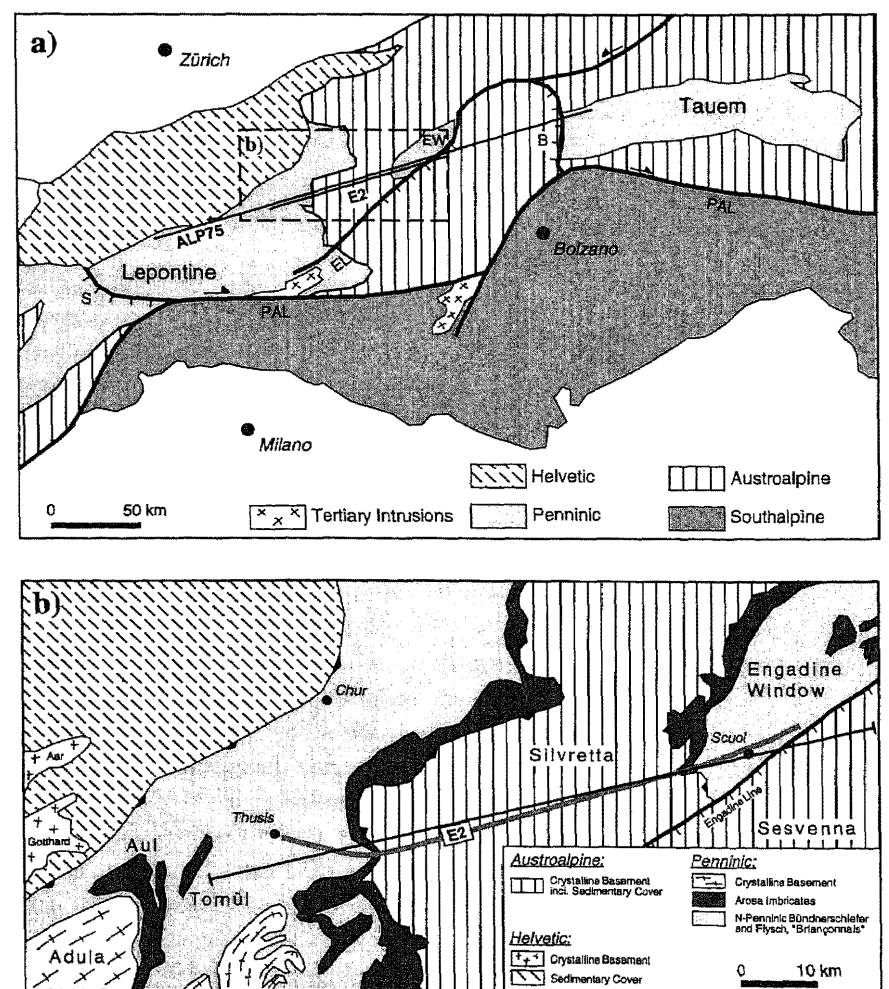 a)
Zürich
Tauern
EW
B
b)
E2
PAL
ALP75
Bolzano
Lepontine
EL
S
PAL
Milano
Helvetic
Austroalpine
0 50 km
Tertiary Intrusions
Penninic
Southalpine
b)
Engadine
Window
Chur
Scuol
Silvretta
Aar
Thusis
Engadine Line
E2
Sesvenna
Gotthard
Aul
Tomül
Austroalpine:
Penninic:
Crystalline Basement
incl. Sedimentary Cover
Crystalline Basement
Arosa Imbricates
N-Penninic Bündnerschiefer
and Flysch, "Briançonnais"
Adula
Helvetic:
Crystalline Basement
Sedimentary Cover
0 10 km